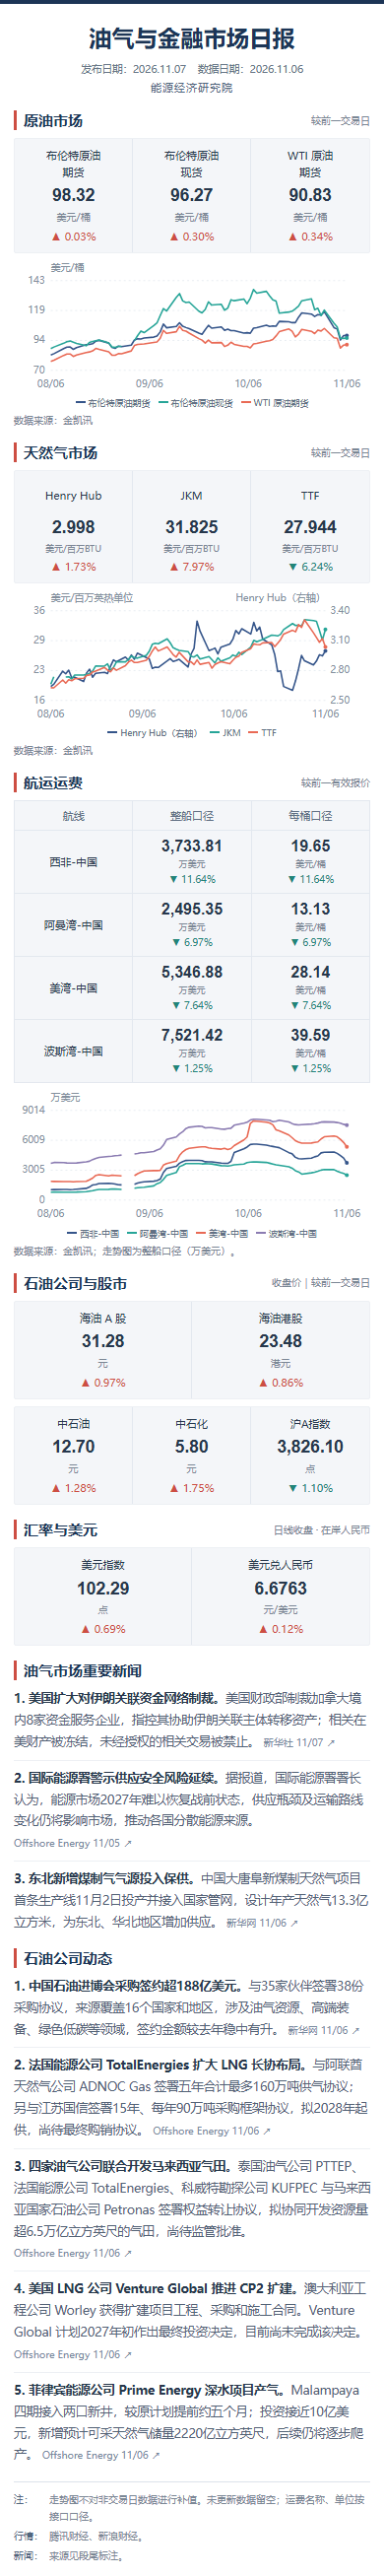 油气与金融市场日报
发布日期：2026.11.07 数据日期：2026.11.06
能源经济研究院
原油市场 较前一交易日
布伦特原油 布伦特原油 WTI 原油
期货 现货 期货
98.32 96.27 90.83
美元/桶 美元/桶 美元/桶
▲ 0.03% ▲ 0.30% ▲ 0.34%
美元/桶
143
119
94
70
08/06 09/06 10/06 11/06
布伦特原油期货 布伦特原油现货 WTI 原油期货
数据来源：金凯讯
天然气市场 较前一交易日
Henry Hub JKM TTF
2.998 31.825 27.944
美元/百万BTU 美元/百万BTU 美元/百万BTU
▲ 1.73% ▲ 7.97% ▼ 6.24%
美元/百万英热单位 Henry Hub（右轴）
36 3.40
29 3.10
23 2.80
16 2.50
08/06 09/06 10/06 11/06
Henry Hub（右轴） JKM TTF
数据来源：金凯讯
航运运费 较前一有效报价
航线 整船口径 每桶口径
西非-中国 3,733.81 万美元 ▼ 11.64% 19.65 美元/桶 ▼ 11.64%
阿曼湾-中国 2,495.35 万美元 ▼ 6.97% 13.13 美元/桶 ▼ 6.97%
美湾-中国 5,346.88 万美元 ▼ 7.64% 28.14 美元/桶 ▼ 7.64%
波斯湾-中国 7,521.42 万美元 ▼ 1.25% 39.59 美元/桶 ▼ 1.25%
万美元
9014
6009
3005
0
08/06 09/06 10/06 11/06
西非-中国 阿曼湾-中国 美湾-中国 波斯湾-中国
数据来源：金凯讯；走势图为整船口径（万美元）。
石油公司与股市 收盘价｜较前一交易日
海油 A 股 海油港股
31.28 23.48
元 港元
▲ 0.97% ▲ 0.86%
中石油 中石化 沪A指数
12.70 5.80 3,826.10
元 元 点
▲ 1.28% ▲ 1.75% ▼ 1.10%
汇率与美元 日线收盘 · 在岸人民币
美元指数 美元兑人民币
102.29 6.6763
点 元/美元
▲ 0.69% ▲ 0.12%
油气市场重要新闻
1. 美国扩大对伊朗关联资金网络制裁。美国财政部制裁加拿大境
内8家资金服务企业，指控其协助伊朗关联主体转移资产；相关在
美财产被冻结，未经授权的相关交易被禁止。 新华社 11/07 ↗
2. 国际能源署警示供应安全风险延续。据报道，国际能源署署长
认为，能源市场2027年难以恢复战前状态，供应瓶颈及运输路线
变化仍将影响市场，推动各国分散能源来源。
Offshore Energy 11/05 ↗
3. 东北新增煤制气气源投入保供。中国大唐阜新煤制天然气项目
首条生产线11月2日投产并接入国家管网，设计年产天然气13.3亿
立方米，为东北、华北地区增加供应。 新华网 11/06 ↗
石油公司动态
1. 中国石油进博会采购签约超188亿美元。与35家伙伴签署38份
采购协议，来源覆盖16个国家和地区，涉及油气资源、高端装
备、绿色低碳等领域，签约金额较去年稳中有升。 新华网 11/06 ↗
2. 法国能源公司 TotalEnergies 扩大 LNG 长协布局。与阿联酋
天然气公司 ADNOC Gas 签署五年合计最多160万吨供气协议；
另与江苏国信签署15年、每年90万吨采购框架协议，拟2028年起
供，尚待最终购销协议。 Offshore Energy 11/06 ↗
3. 四家油气公司联合开发马来西亚气田。泰国油气公司 PTTEP、
法国能源公司 TotalEnergies、科威特勘探公司 KUFPEC 与马来西
亚国家石油公司 Petronas 签署权益转让协议，拟协同开发资源量
超6.5万亿立方英尺的气田，尚待监管批准。
Offshore Energy 11/06 ↗
4. 美国 LNG 公司 Venture Global 推进 CP2 扩建。澳大利亚工
程公司 Worley 获得扩建项目工程、采购和施工合同。Venture
Global 计划2027年初作出最终投资决定，目前尚未完成该决定。
Offshore Energy 11/06 ↗
5. 菲律宾能源公司 Prime Energy 深水项目产气。Malampaya
四期接入两口新井，较原计划提前约五个月；投资接近10亿美
元，新增预计可采天然气储量2220亿立方英尺，后续仍将逐步爬
产。 Offshore Energy 11/06 ↗
注： 走势图不对非交易日数据进行补值。未更新数据留空；运费名称、单位按
接口口径。
行情： 腾讯财经、新浪财经。
新闻： 来源见段尾标注。